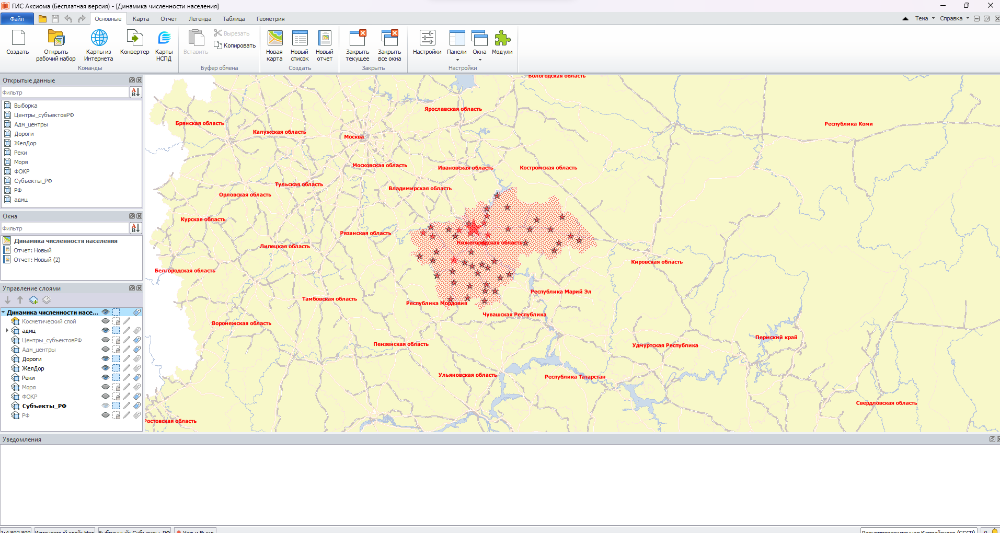 ГИС Аксиома (Бесплатная версия) - [Динамика численности населения]
Файл
Основные
Карта
Отчет
Легенда
Таблица
Геометрия
Тема
Справка
Создать
Открыть рабочий набор
Карты из Интернета
Конвертер
Карты НСПД
Команды
Вставить
Вырезать
Копировать
Буфер обмена
Новая карта
Новый список
Новый отчет
Создать
Закрыть текущее
Закрыть все окна
Закрыть
Настройки
Панели
Окна
Модули
Настройки
Открытые данные
Фильтр
Выборка
Центры_субъектовРФ
Адм_центры
Дороги
ЖелДор
Реки
Моря
ФОКР
Субъекты_РФ
РФ
адмц
Окна
Фильтр
Динамика численности населения
Отчет: Новый
Отчет: Новый (2)
Управление слоями
Динамика численности насе...
Косметический слой
адмц
Центры_субъектовРФ
Адм_центры
Дороги
ЖелДор
Реки
Моря
ФОКР
Субъекты_РФ
РФ
Вологодская область
Ярославская область
Брянская область
Республика Коми
Калужская область
Москва
Московская область
Ивановская область
Костромская область
Тульская область
Владимирская область
Орловская область
Курская область
Рязанская область
Нижегородская область
Липецкая область
Кировская область
Белгородская область
Республика Марий Эл
Тамбовская область
Республика Мордовия
Чувашская Республика
Воронежская область
Пермский край
Пензенская область
Удмуртская Республика
Ульяновская область
Республика Татарстан
Свердловская область
Ростовская область
Уведомления
1:4 802 800
Изменяемый слой: Нет
Выбранный: Субъекты_РФ
Узлы: Выкл
Равнопромежуточная Каврайского (СССР)
0